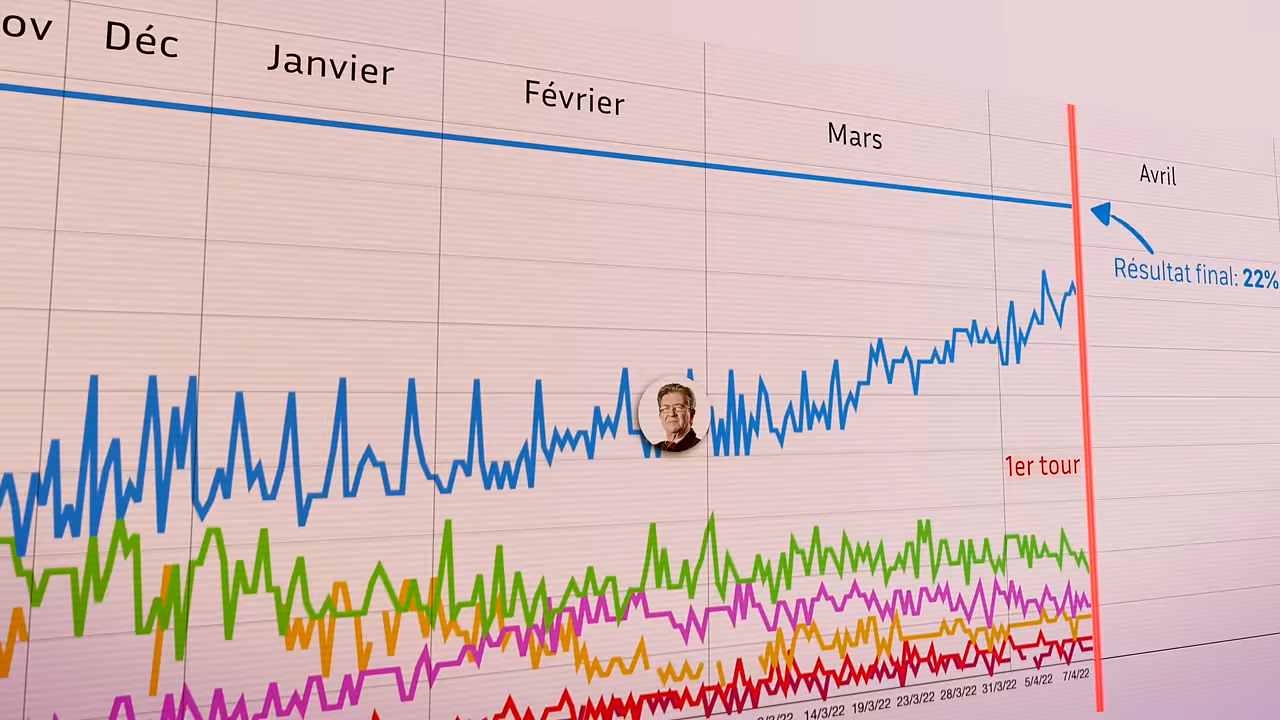 ov
Déc
Janvier
Février
Mars
Avril
Résultat final: 22%
1er tour
14/3/22
19/3/22
23/3/22
28/3/22
31/3/22
5/4/22
7/4/22